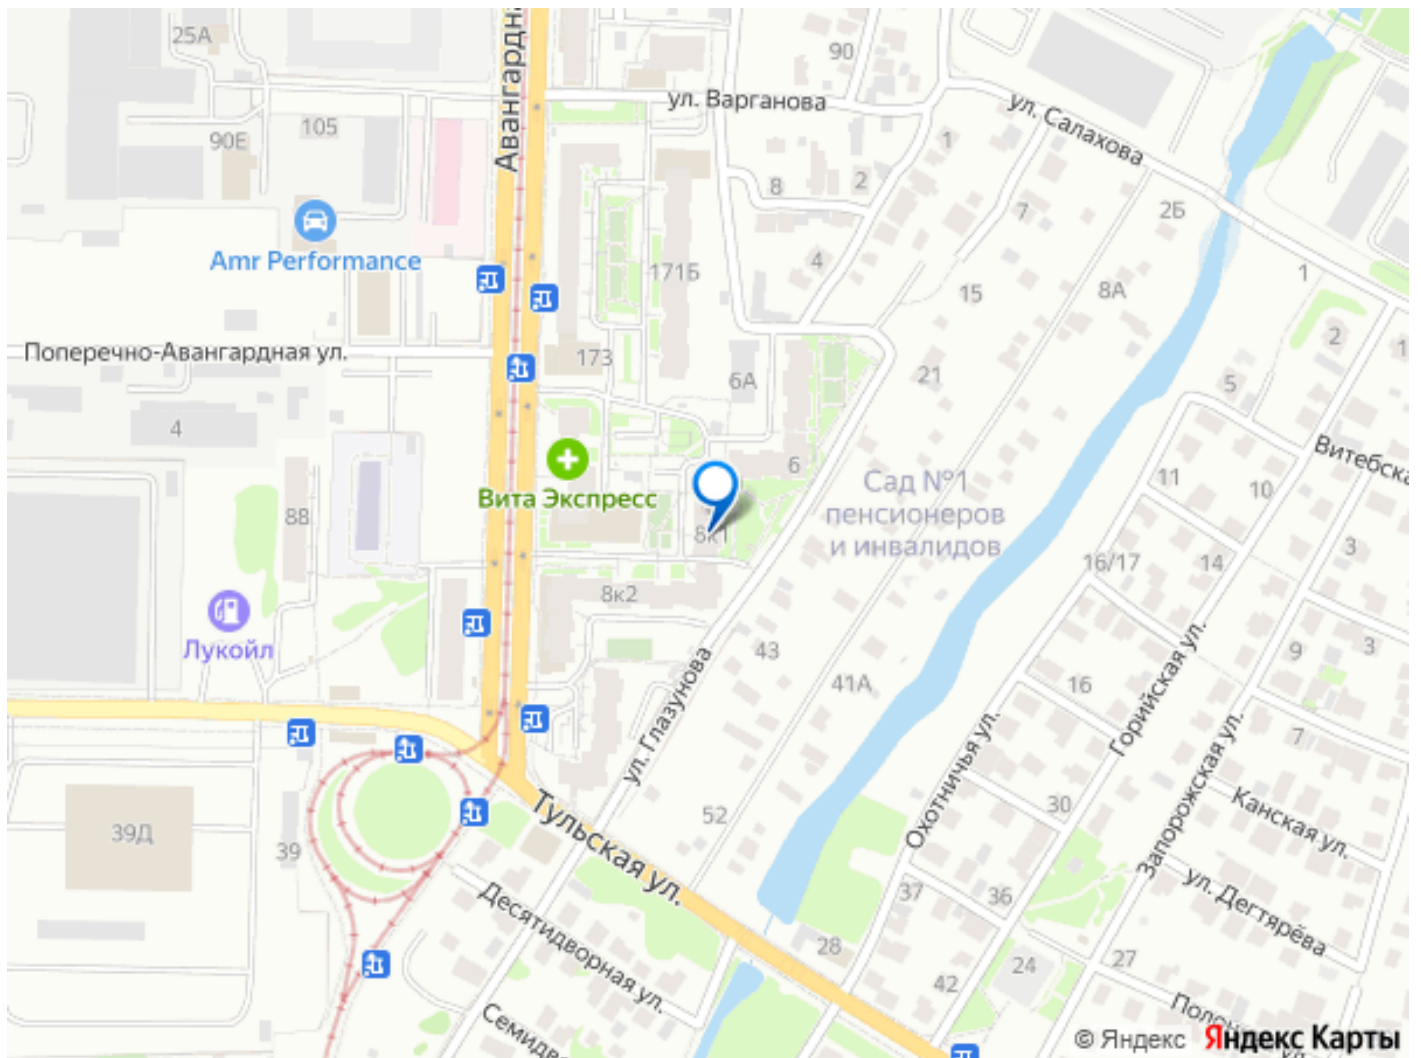 25А
Авангардная
90
ул. Варганова
ул. Салахова
105
90Е
1
8
2
7
2Б
Amr Performance
171Б
4
15
8А
1
2
1
Поперечно-Авангардная ул.
173
6А
21
5
4
Вита Экспресс
6
Сад №1
пенсионеров
и инвалидов
11
10
Витебская
88
8к1
3
16/17
14
8к2
Лукойл
43
41А
9
3
16
ул. Глазунова
Охотничья ул.
Горийская ул.
Запорожская ул.
7
52
30
Канская ул.
39Д
39
Тульская ул.
37
36
ул. Дегтярёва
Десятидворная ул.
28
42
24
27
© Яндекс Яндекс Карты